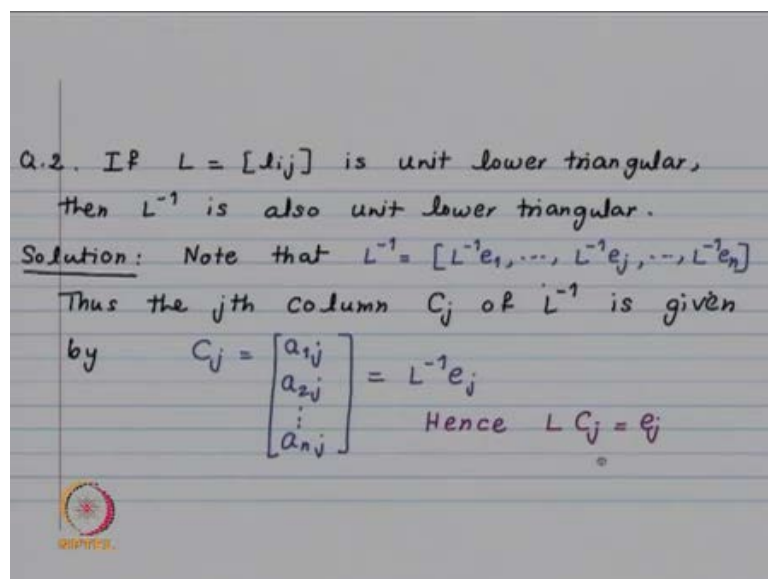 Q.2. If L = [lij] is unit lower triangular,
then L⁻¹ is also unit lower triangular.
Solution: Note that L⁻¹ = [L⁻¹e₁, ..., L⁻¹eⱼ, ..., L⁻¹eₙ]
Thus the jth column Cⱼ of L⁻¹ is given
by Cⱼ = [a₁ⱼ a₂ⱼ ⋮ aₙⱼ] = L⁻¹eⱼ
Hence L Cⱼ = eⱼ
NPTEL